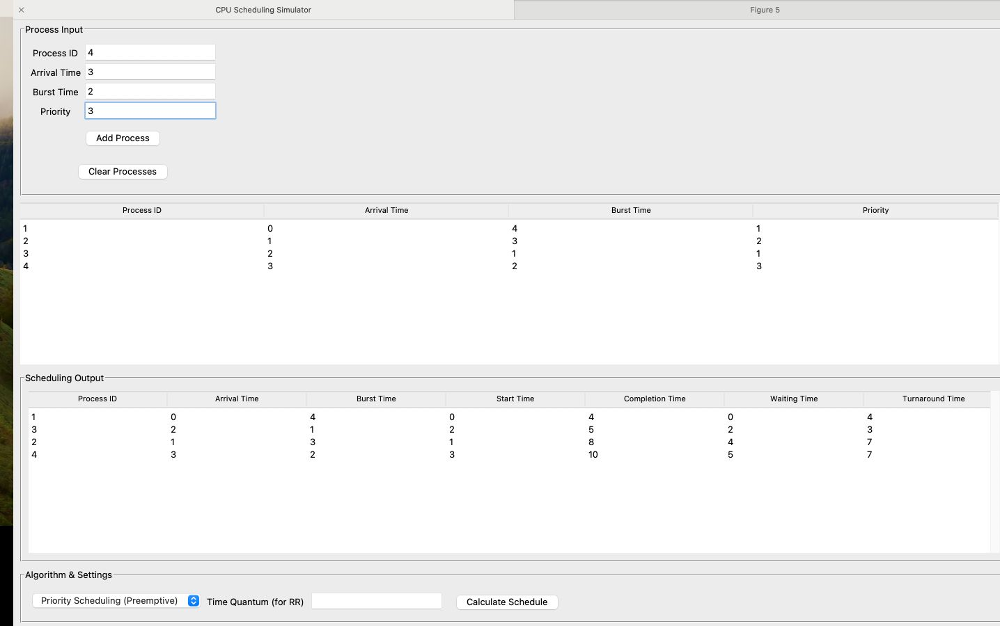 CPU Scheduling Simulator Figure 5
Process Input
Process ID 4
Arrival Time 3
Burst Time 2
Priority 3
Add Process
Clear Processes
Process ID Arrival Time Burst Time Priority
1 0 4 1
2 1 3 2
3 2 1 1
4 3 2 3
Scheduling Output
Process ID Arrival Time Burst Time Start Time Completion Time Waiting Time Turnaround Time
1 0 4 0 4 0 4
3 2 1 2 5 2 3
2 1 3 1 8 4 7
4 3 2 3 10 5 7
Algorithm & Settings
Priority Scheduling (Preemptive) Time Quantum (for RR) Calculate Schedule